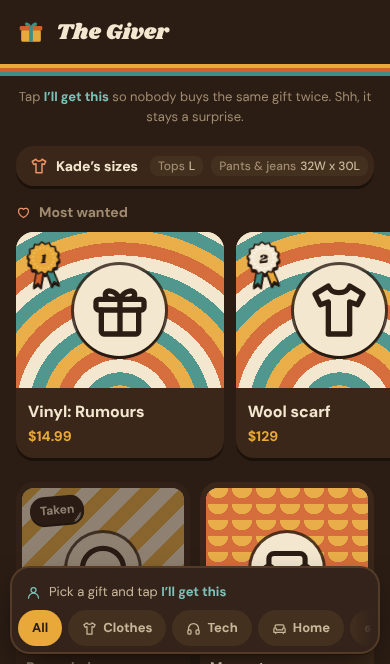 The Giver
Tap I'll get this so nobody buys the same gift twice. Shh, it
stays a surprise.
Kade's sizes Tops L Pants & jeans 32W x 30L
Most wanted
1
2
Vinyl: Rumours
$14.99
Wool scarf
$129
Taken
Pick a gift and tap I'll get this
All Clothes Tech Home